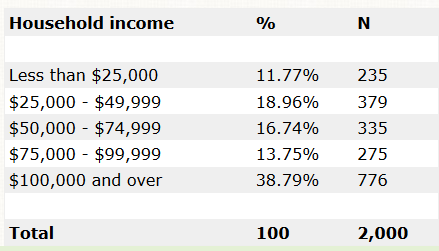 Household income % N
Less than $25,000 11.77% 235
$25,000 - $49,999 18.96% 379
$50,000 - $74,999 16.74% 335
$75,000 - $99,999 13.75% 275
$100,000 and over 38.79% 776
Total 100 2,000